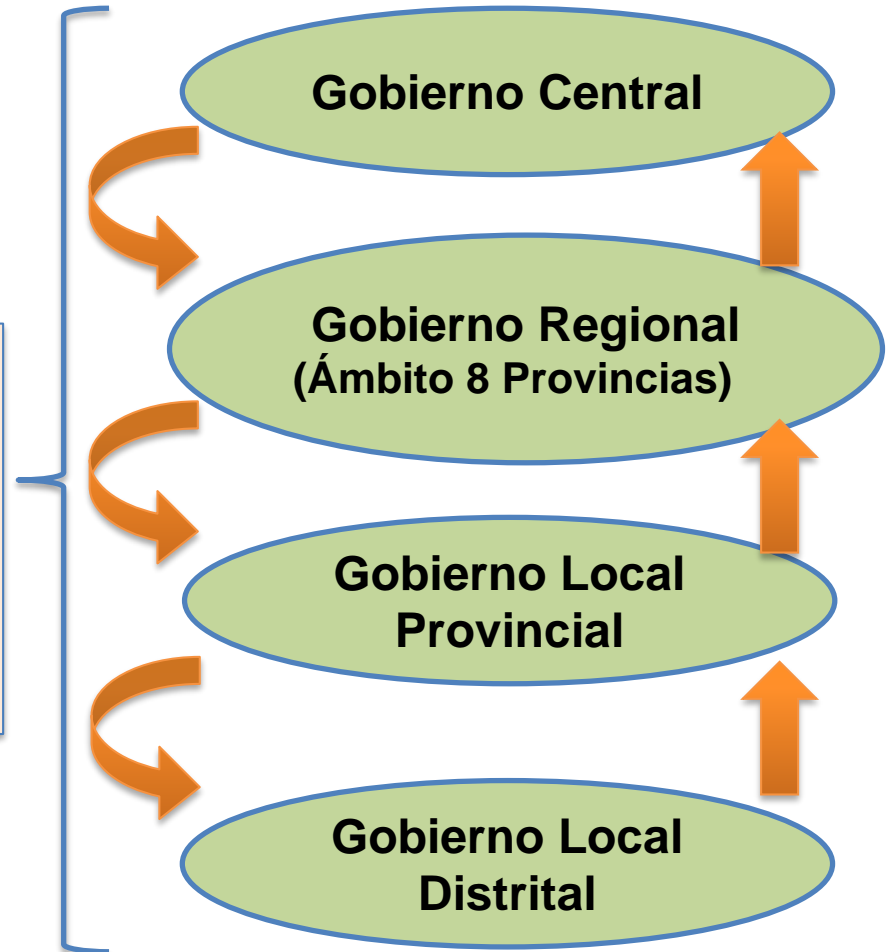 Gobierno Central
Gobierno Regional
(Ámbito 8 Provincias)
Gobierno Local
Provincial
Gobierno Local
Distrital